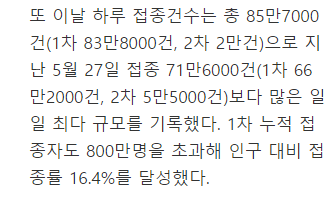 또 이날 하루 접종건수는 총 85만7000
건(1차 83만8000건, 2차 2만건)으로 지
난 5월 27일 접종 71만6000건(1차 66
만2000건, 2차 5만5000건)보다 많은 일
일 최다 규모를 기록했다. 1차 누적 접
종자도 800만명을 초과해 인구 대비 접
종률 16.4%를 달성했다.